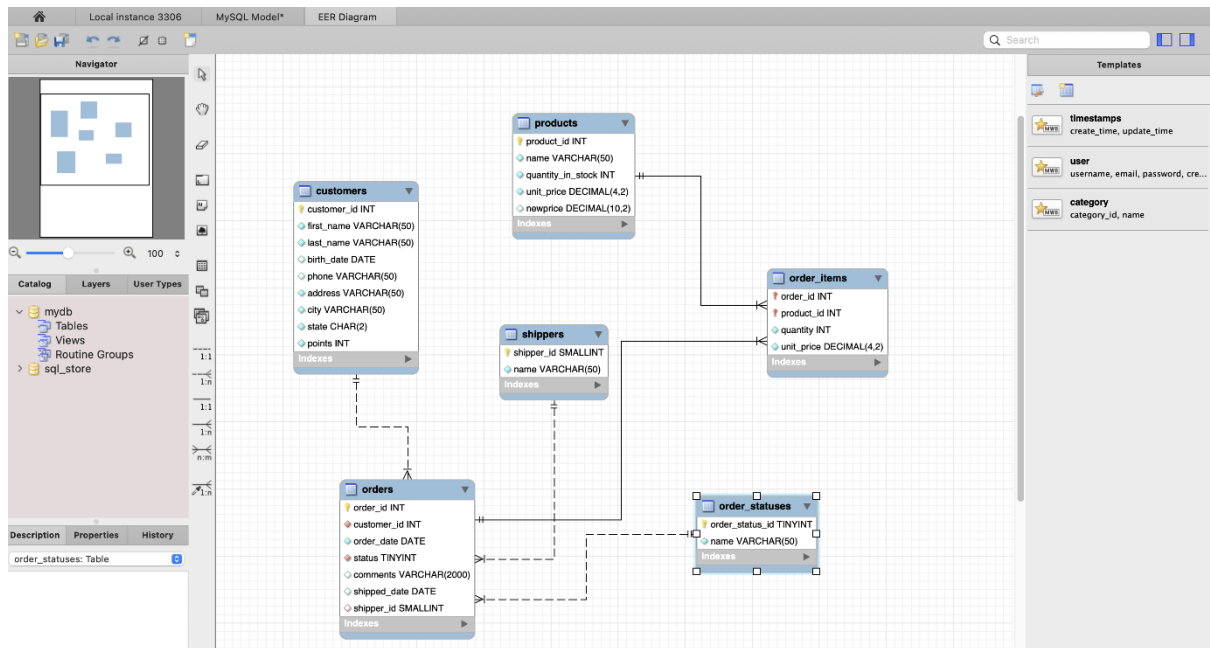 Local instance 3306
MySQL Model*
EER Diagram
Search
Navigator
100
Catalog
Layers
User Types
mydb
Tables
Views
Routine Groups
sql_store
Description
Properties
History
order_statuses: Table
1:1
1:n
1:1
1:n
n:m
1:n
products
product_id INT
name VARCHAR(50)
quantity_in_stock INT
unit_price DECIMAL(4,2)
newprice DECIMAL(10,2)
Indexes
customers
customer_id INT
first_name VARCHAR(50)
last_name VARCHAR(50)
birth_date DATE
phone VARCHAR(50)
address VARCHAR(50)
city VARCHAR(50)
state CHAR(2)
points INT
Indexes
order_items
order_id INT
product_id INT
quantity INT
unit_price DECIMAL(4,2)
Indexes
shippers
shipper_id SMALLINT
name VARCHAR(50)
Indexes
orders
order_id INT
customer_id INT
order_date DATE
status TINYINT
comments VARCHAR(2000)
shipped_date DATE
shipper_id SMALLINT
Indexes
order_statuses
order_status_id TINYINT
name VARCHAR(50)
Indexes
Templates
MWB
timestamps
create_time, update_time
MWB
user
username, email, password, cre...
MWB
category
category_id, name